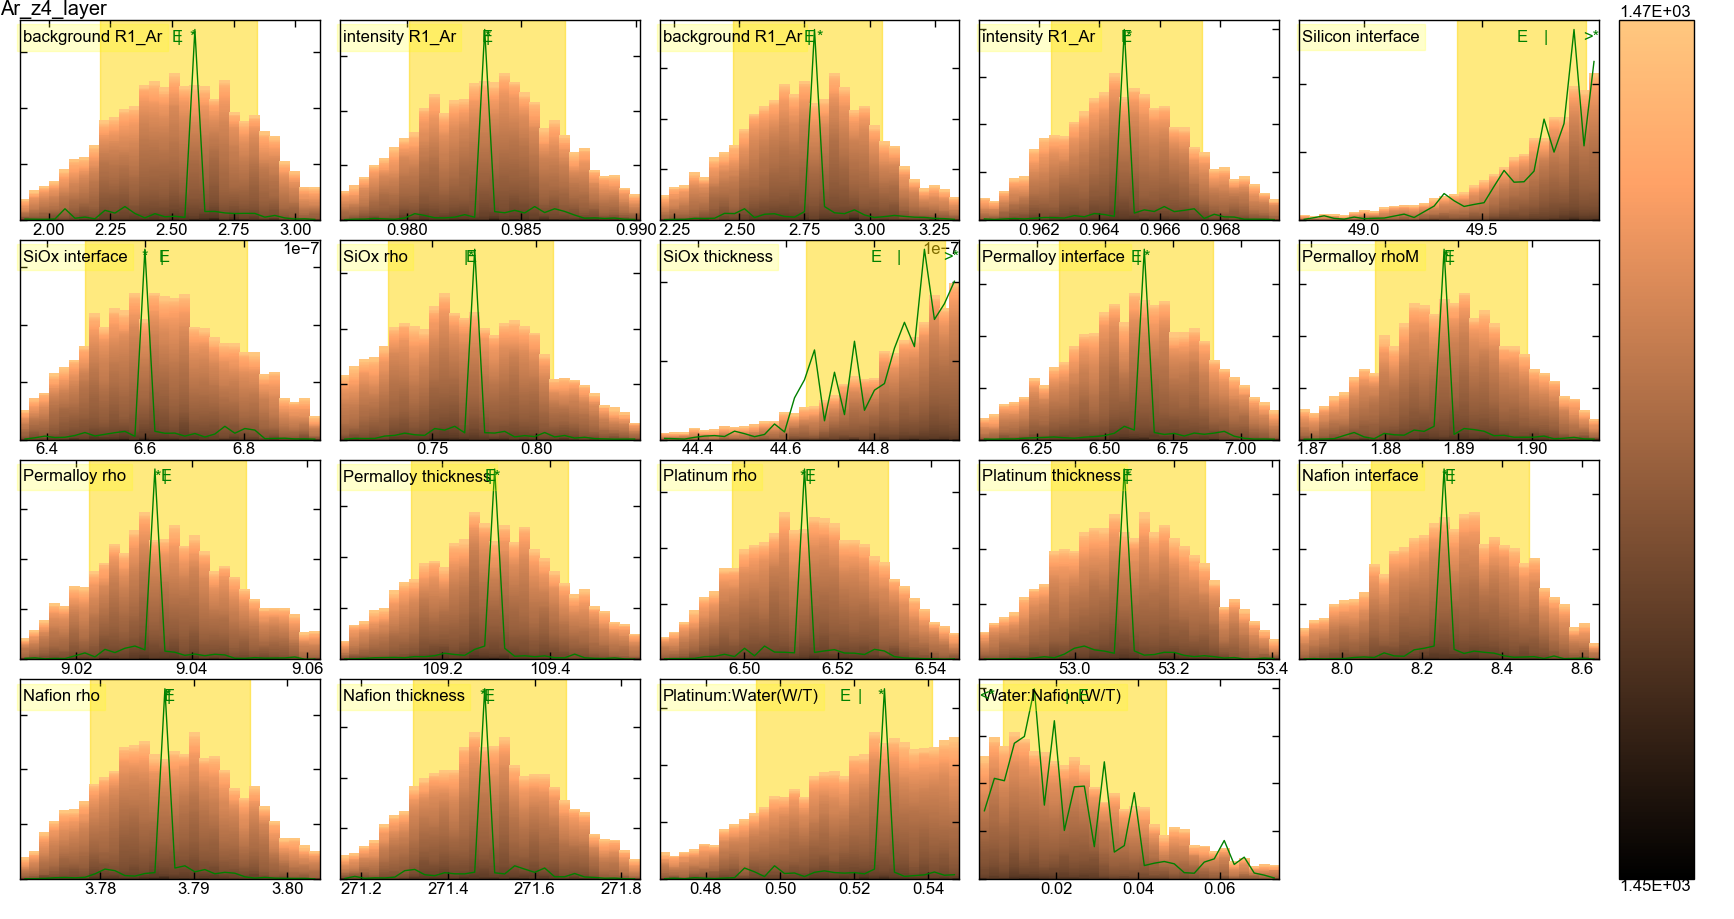 Ar_z4_layer
1.47E+03
background R1_Ar E | *
intensity R1_Ar E | *
background R1_Ar E | *
intensity R1_Ar E | *
Silicon interface E | >*
2.00 2.25 2.50 2.75 3.00
0.980 0.985 0.990
2.25 2.50 2.75 3.00 3.25
0.962 0.964 0.966 0.968
49.0 49.5
1e−7
1e−7
SiOx interface * | E
SiOx rho | E *
SiOx thickness E | >*
Permalloy interface E | *
Permalloy rhoM * | E
6.4 6.6 6.8
0.75 0.80
44.4 44.6 44.8
6.25 6.50 6.75 7.00
1.87 1.88 1.89 1.90
Permalloy rho * | E
Permalloy thickness E | *
Platinum rho * | E
Platinum thickness * | E
Nafion interface * | E
9.02 9.04 9.06
109.2 109.4
6.50 6.52 6.54
53.0 53.2 53.4
8.0 8.2 8.4 8.6
Nafion rho * | E
Nafion thickness * | E
Platinum:Water(W/T) E | *
Water:Nafion(W/T) <* | E
3.78 3.79 3.80
271.2 271.4 271.6 271.8
0.48 0.50 0.52 0.54
0.02 0.04 0.06
1.45E+03